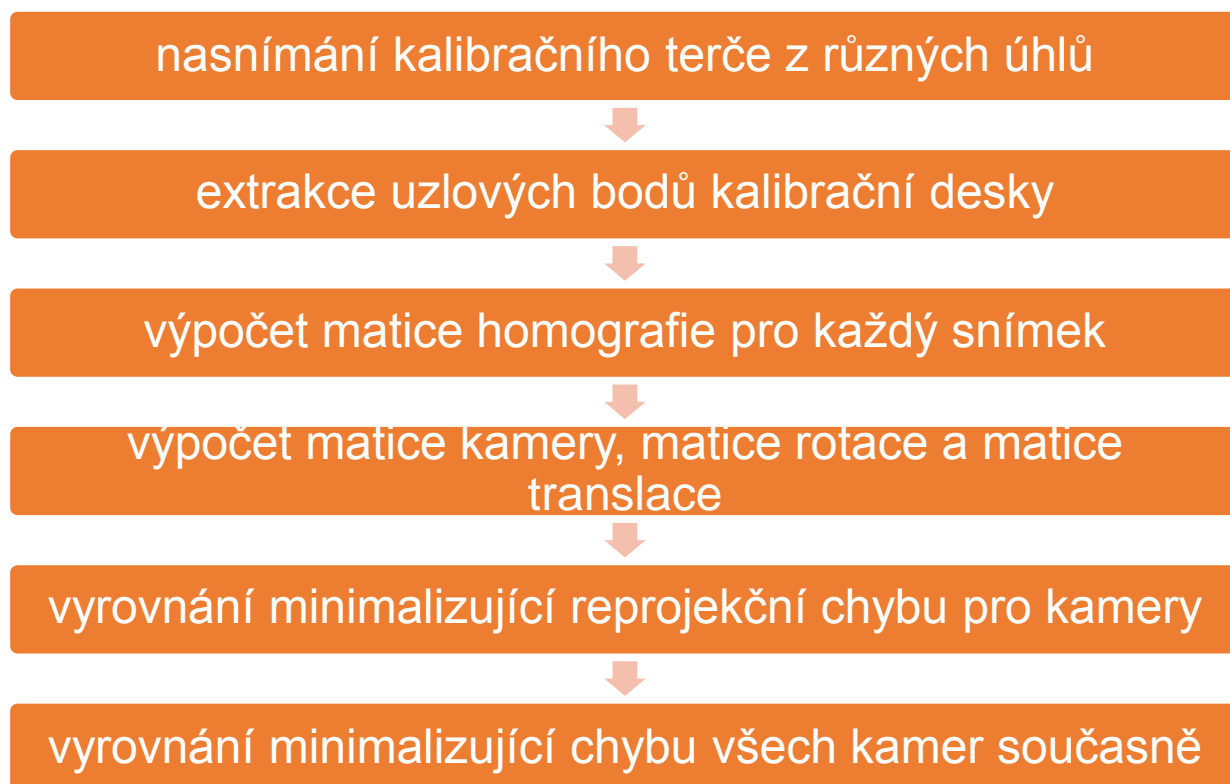 nasnímání kalibračního terče z různých úhlů
extrakce uzlových bodů kalibrační desky
výpočet matice homografie pro každý snímek
výpočet matice kamery, matice rotace a matice
translace
vyrovnání minimalizující reprojekční chybu pro kamery
vyrovnání minimalizující chybu všech kamer současně